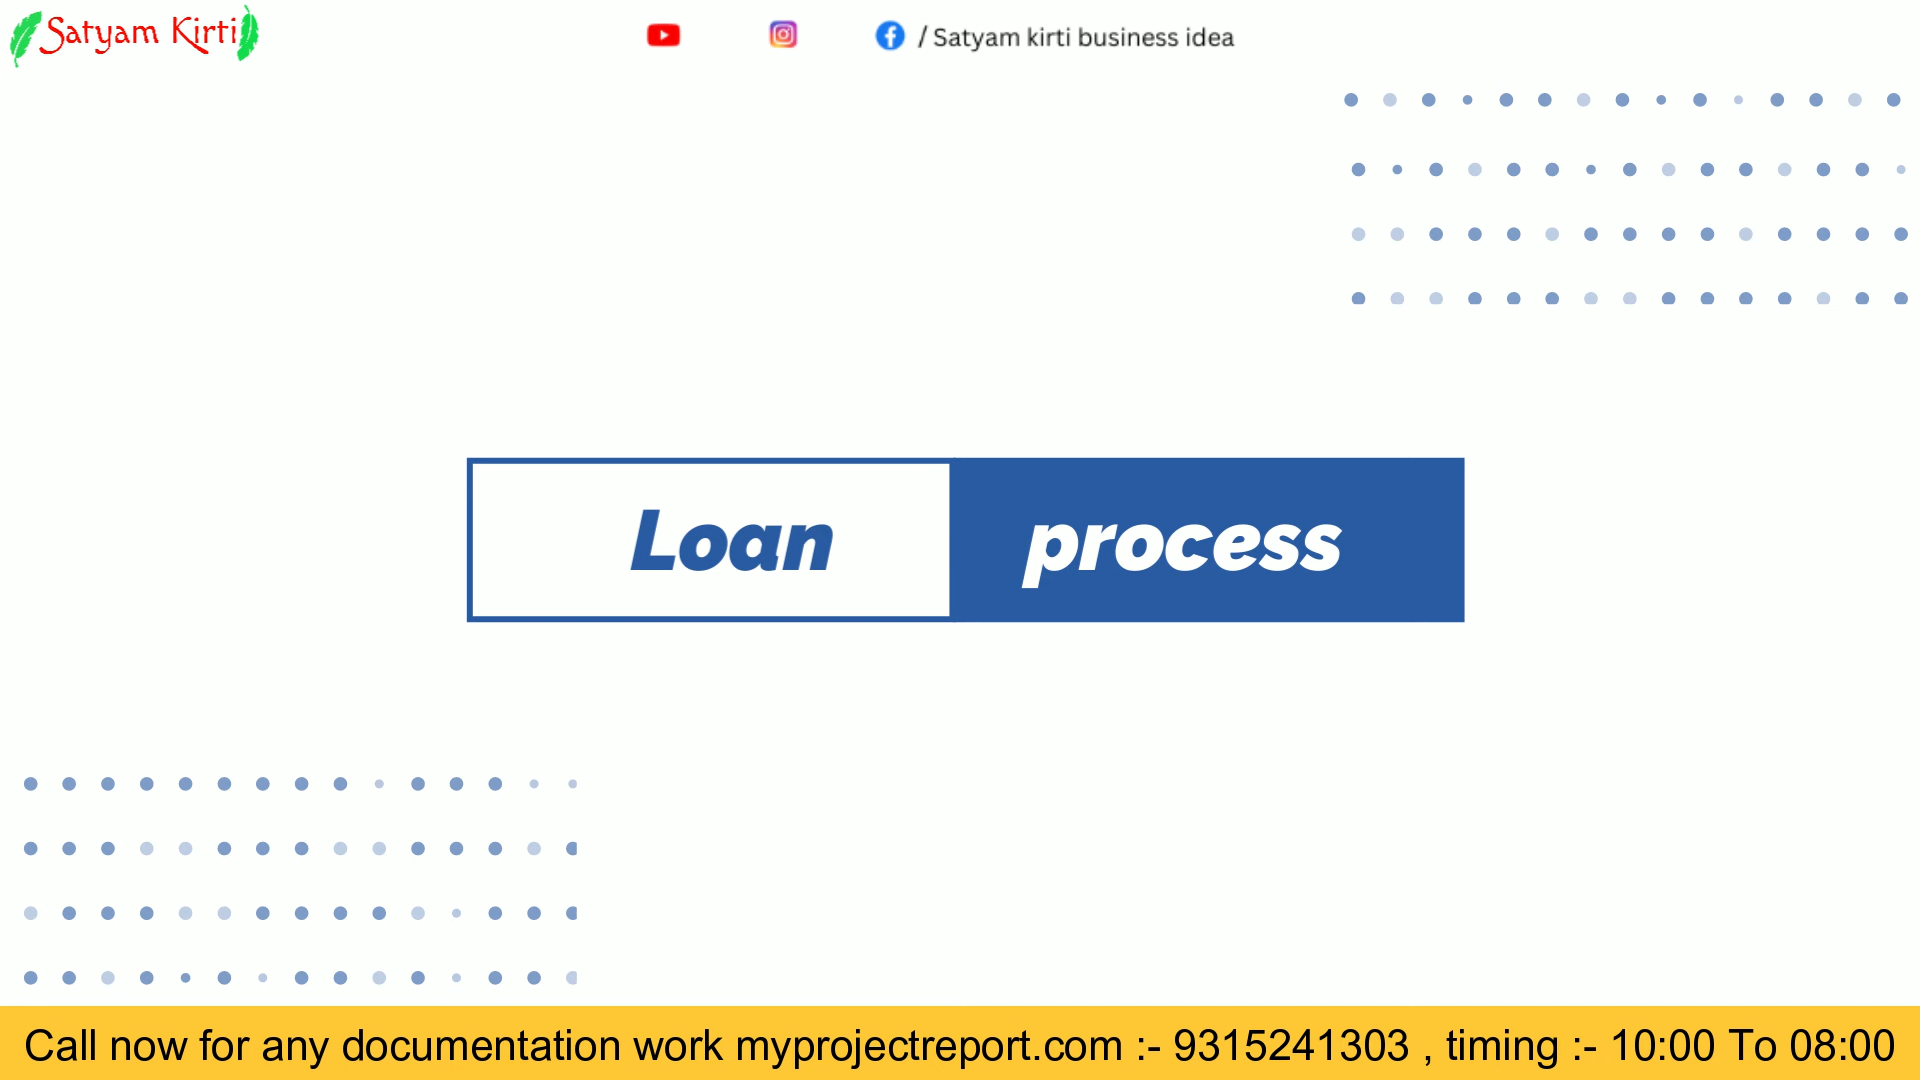 Satyam Kirti
/ Satyam kirti business idea
Loan process
Call now for any documentation work myprojectreport.com :- 9315241303 , timing :- 10:00 To 08:00